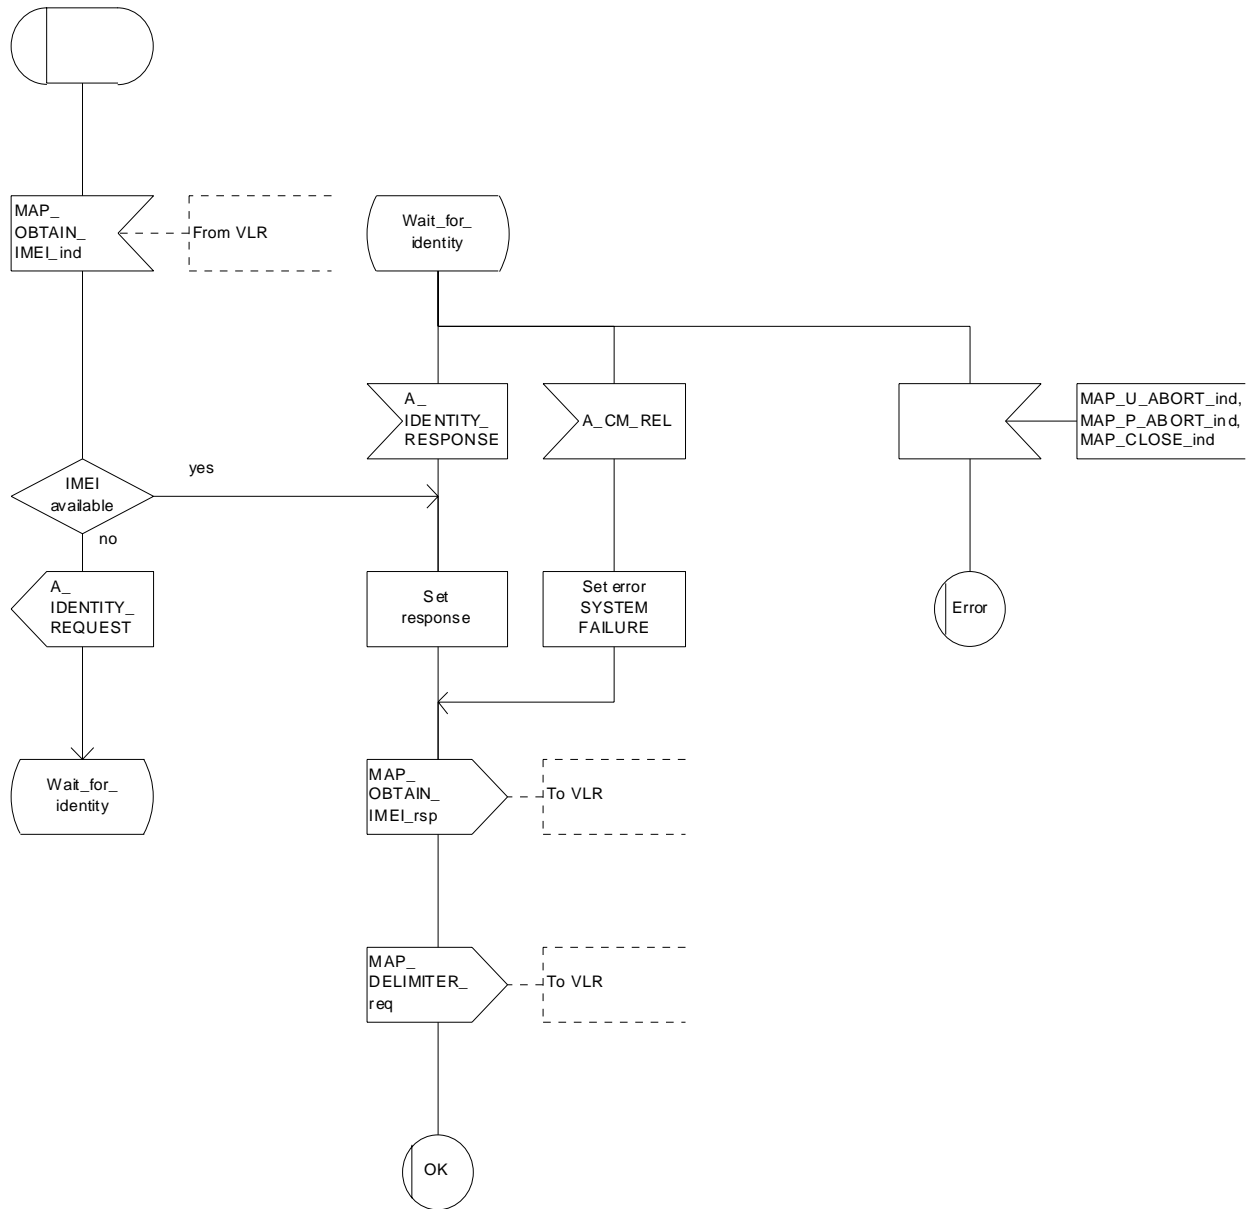 MAP_
OBTAIN_
IMEI_ind
From VLR
Wait_for_
identity
A_
IDENTITY_
RESPONSE
A_CM_REL
MAP_U_ABORT_ind,
MAP_P_ABORT_ind,
MAP_CLOSE_ind
IMEI
available
yes
no
A_
IDENTITY_
REQUEST
Set
response
Set error
SYSTEM
FAILURE
Error
Wait_for_
identity
MAP_
OBTAIN_
IMEI_rsp
To VLR
MAP_
DELIMITER_
req
To VLR
OK